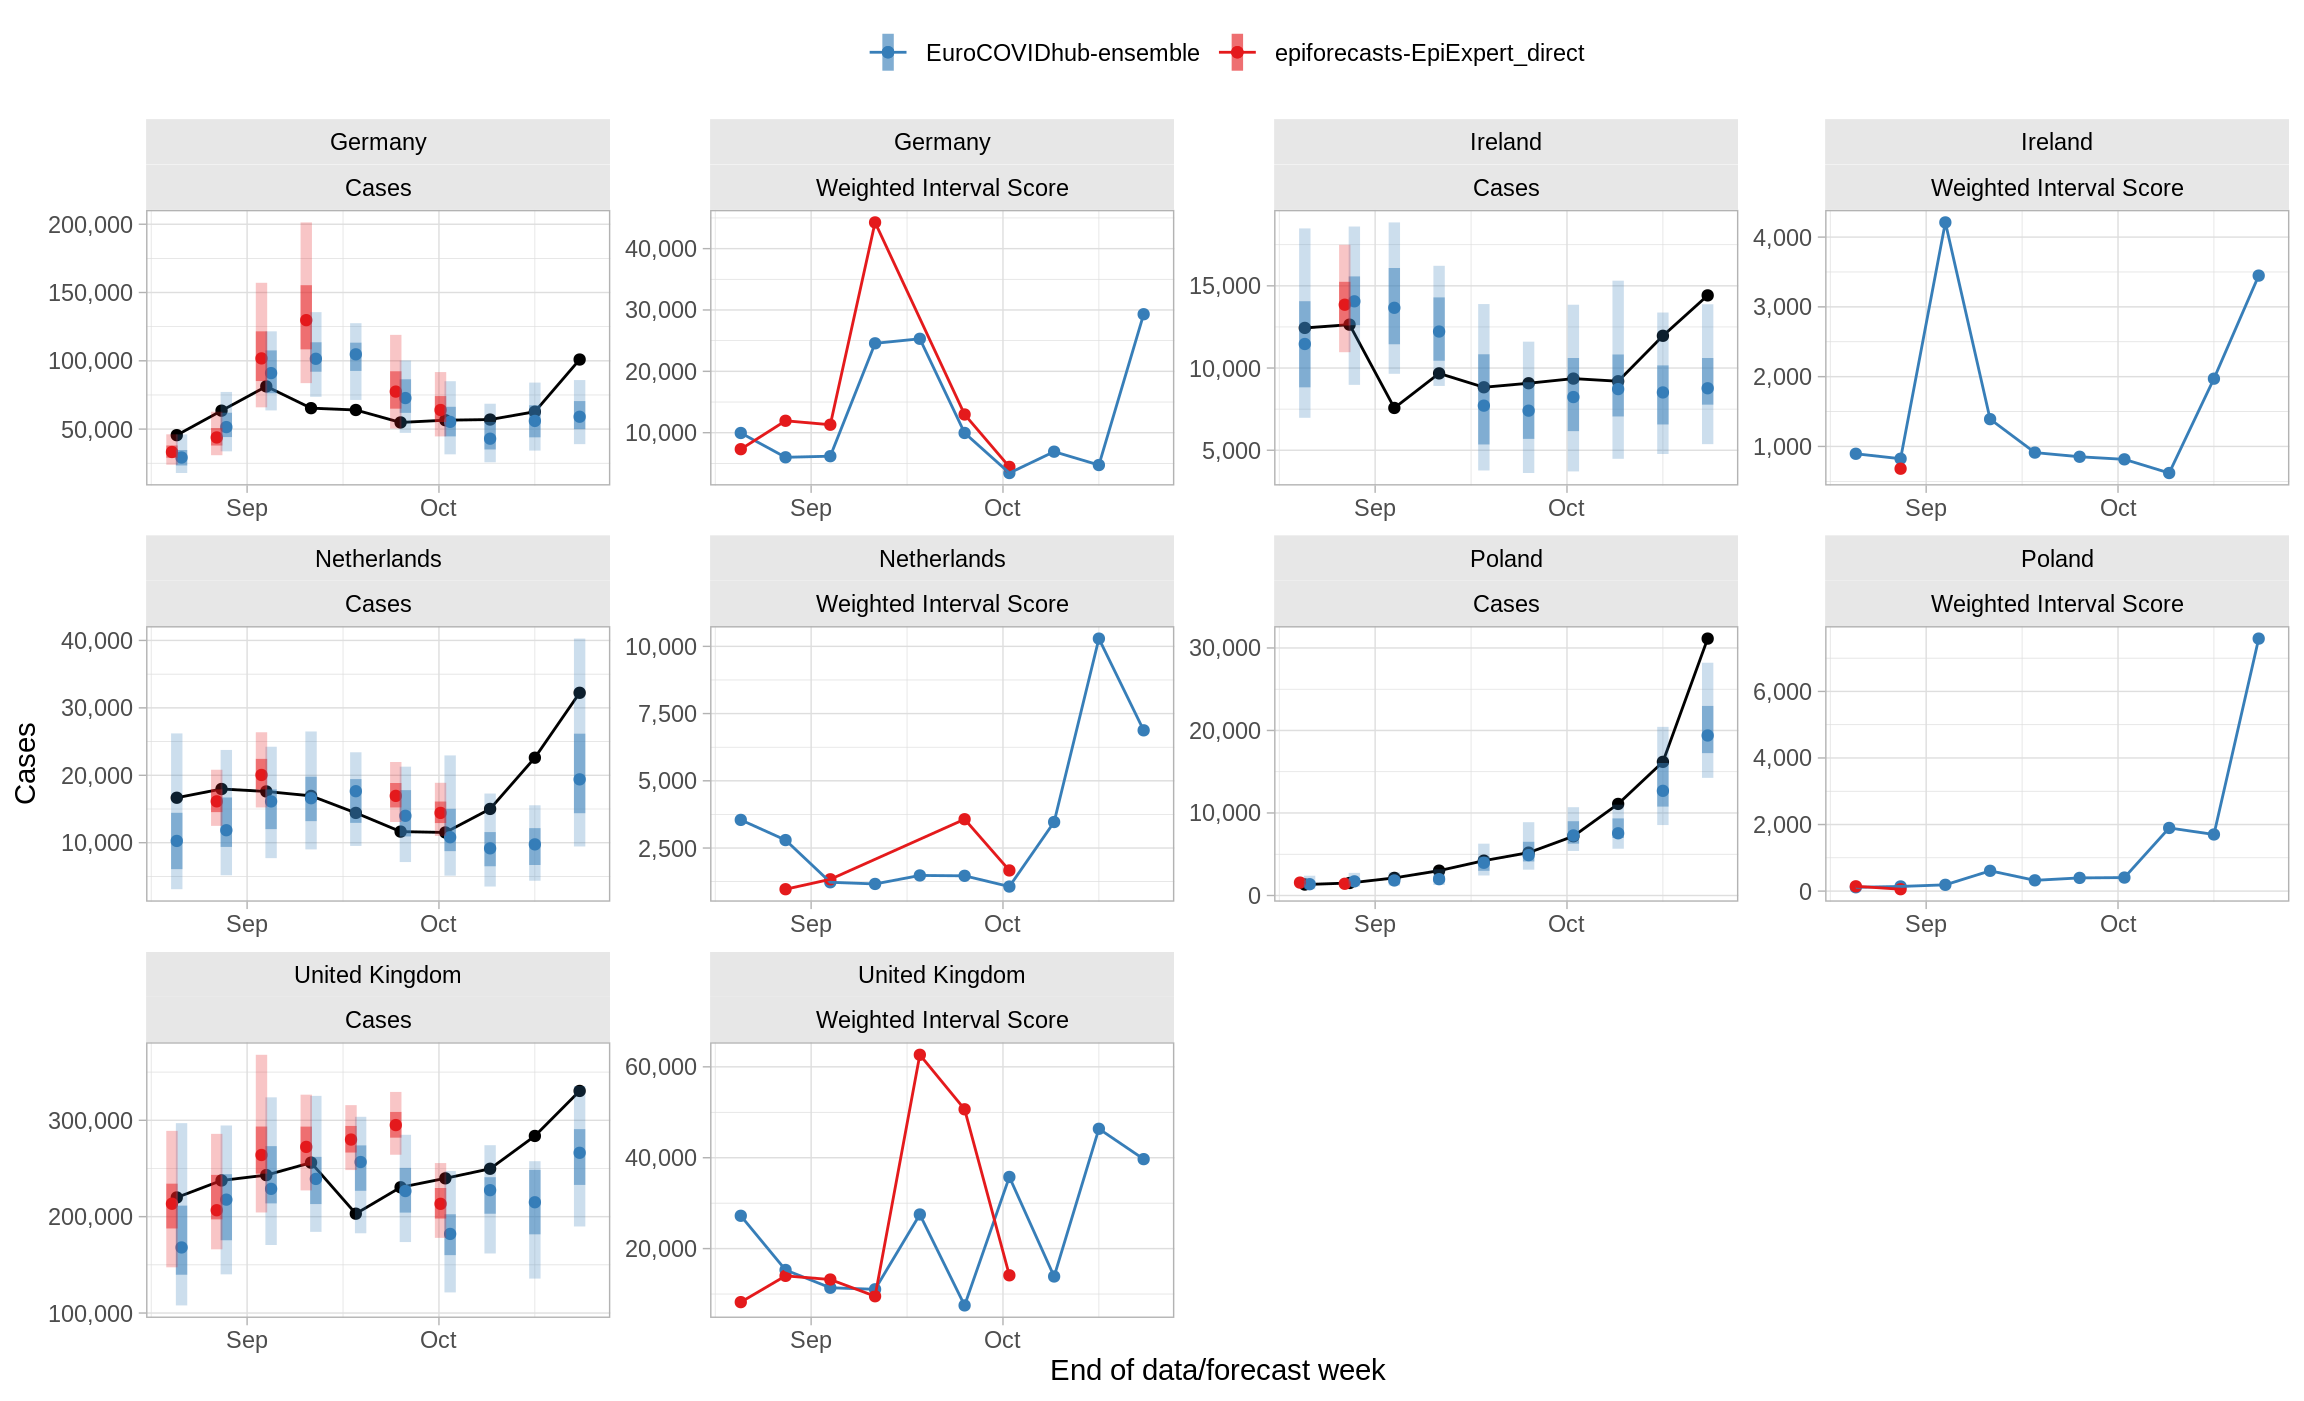 EuroCOVIDhub-ensemble epiforecasts-EpiExpert_direct
Germany Germany Ireland Ireland
Cases Weighted Interval Score Cases Weighted Interval Score
200,000
150,000
100,000
50,000
Sep Oct
40,000
30,000
20,000
10,000
Sep Oct
15,000
10,000
5,000
Sep Oct
4,000
3,000
2,000
1,000
Sep Oct
Netherlands Netherlands Poland Poland
Cases Weighted Interval Score Cases Weighted Interval Score
40,000
30,000
20,000
10,000
Sep Oct
10,000
7,500
5,000
2,500
Sep Oct
30,000
20,000
10,000
0
Sep Oct
6,000
4,000
2,000
0
Sep Oct
Cases
United Kingdom United Kingdom
Cases Weighted Interval Score
300,000
200,000
100,000
Sep Oct
60,000
40,000
20,000
Sep Oct
End of data/forecast week